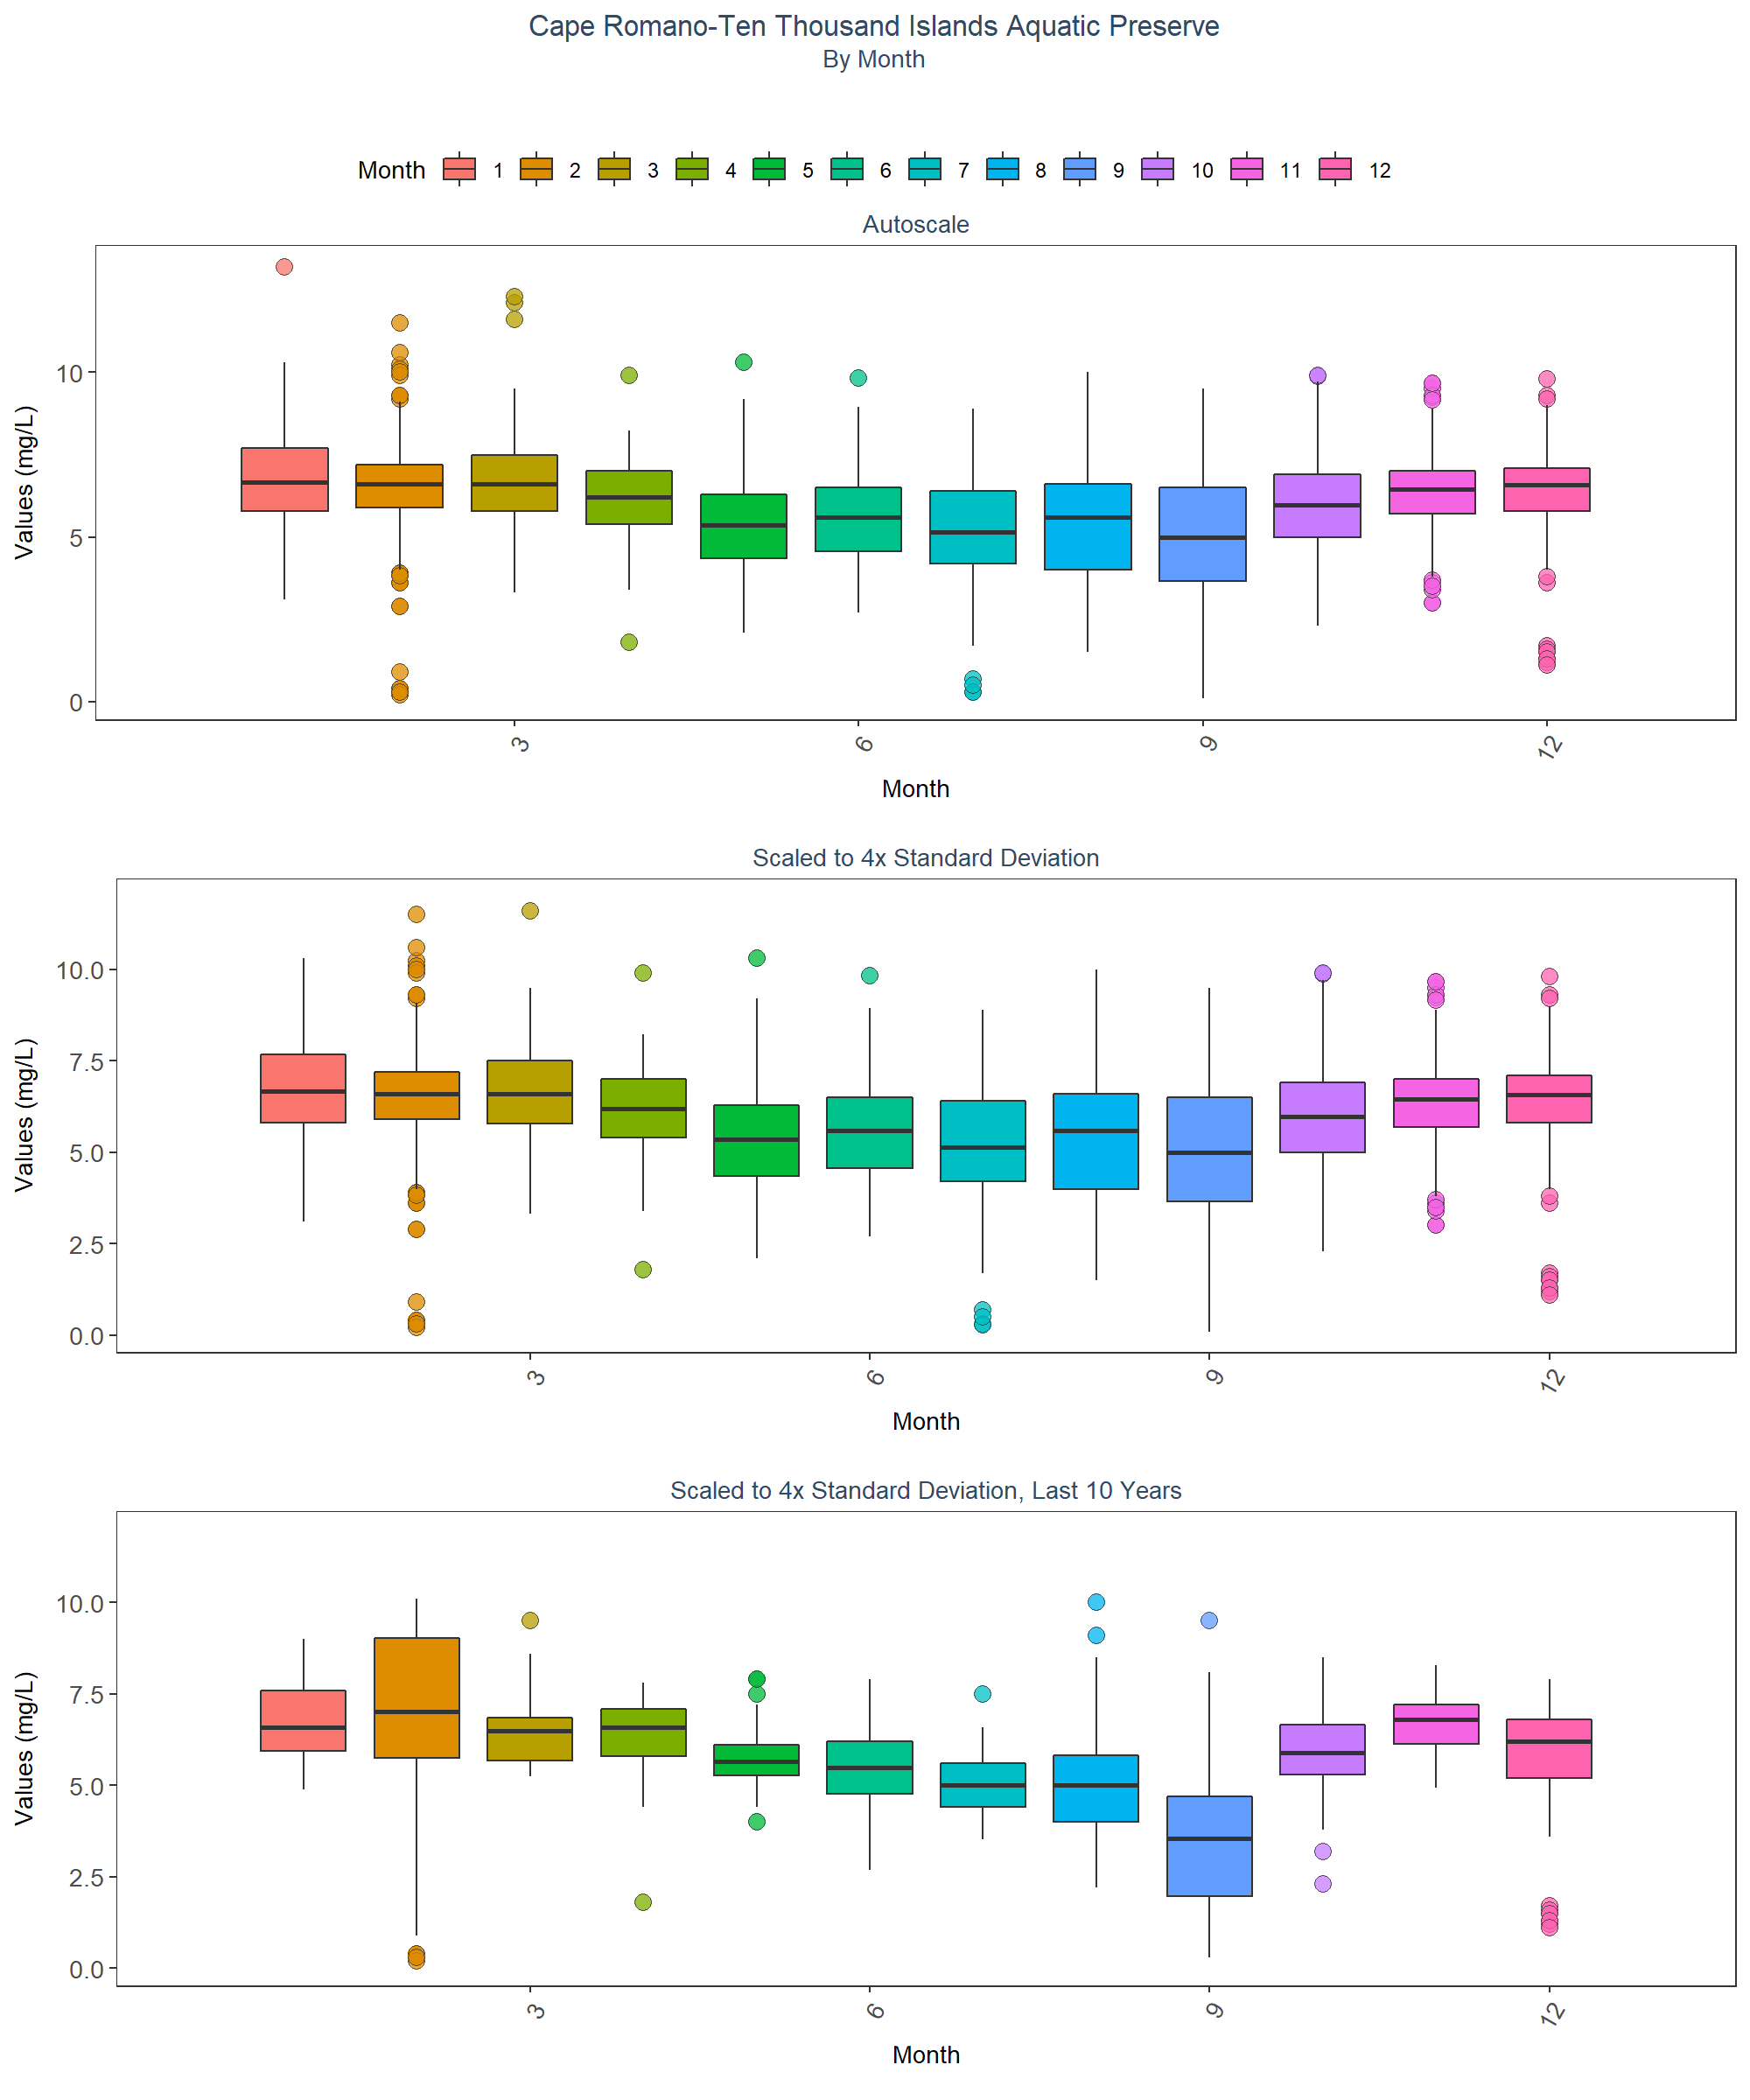 Cape Romano-Ten Thousand Islands Aquatic Preserve
By Month
Month 1 2 3 4 5 6 7 8 9 10 11 12
Autoscale
Values (mg/L)
10
5
0
3 6 9 12
Month
Scaled to 4x Standard Deviation
Values (mg/L)
10.0
7.5
5.0
2.5
0.0
3 6 9 12
Month
Scaled to 4x Standard Deviation, Last 10 Years
Values (mg/L)
10.0
7.5
5.0
2.5
0.0
3 6 9 12
Month